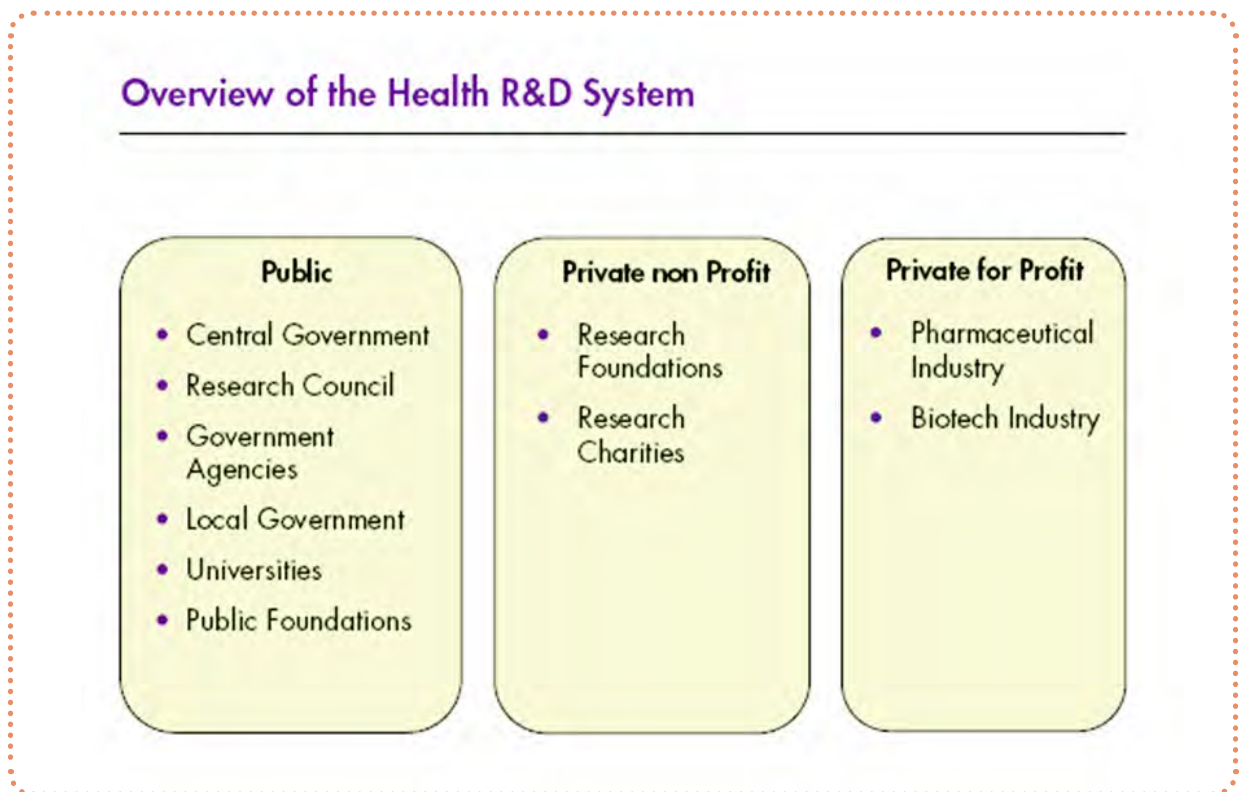 Overview of the Health R&D System
Public
• Central Government
• Research Council
• Government
Agencies
• Local Government
• Universities
• Public Foundations
Private non Profit
• Research
Foundations
• Research
Charities
Private for Profit
• Pharmaceutical
Industry
• Biotech Industry